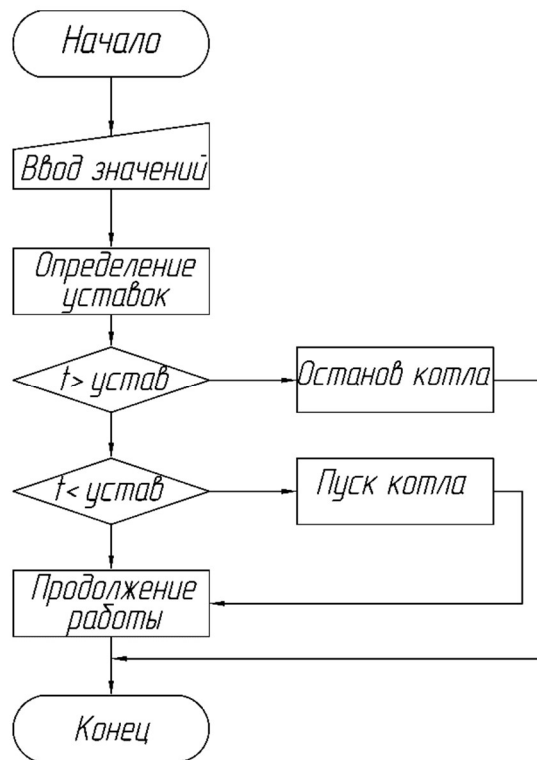 Начало
Ввод значений
Определение
уставок
t> устав
Останов котла
t< устав
Пуск котла
Продолжение
работы
Конец